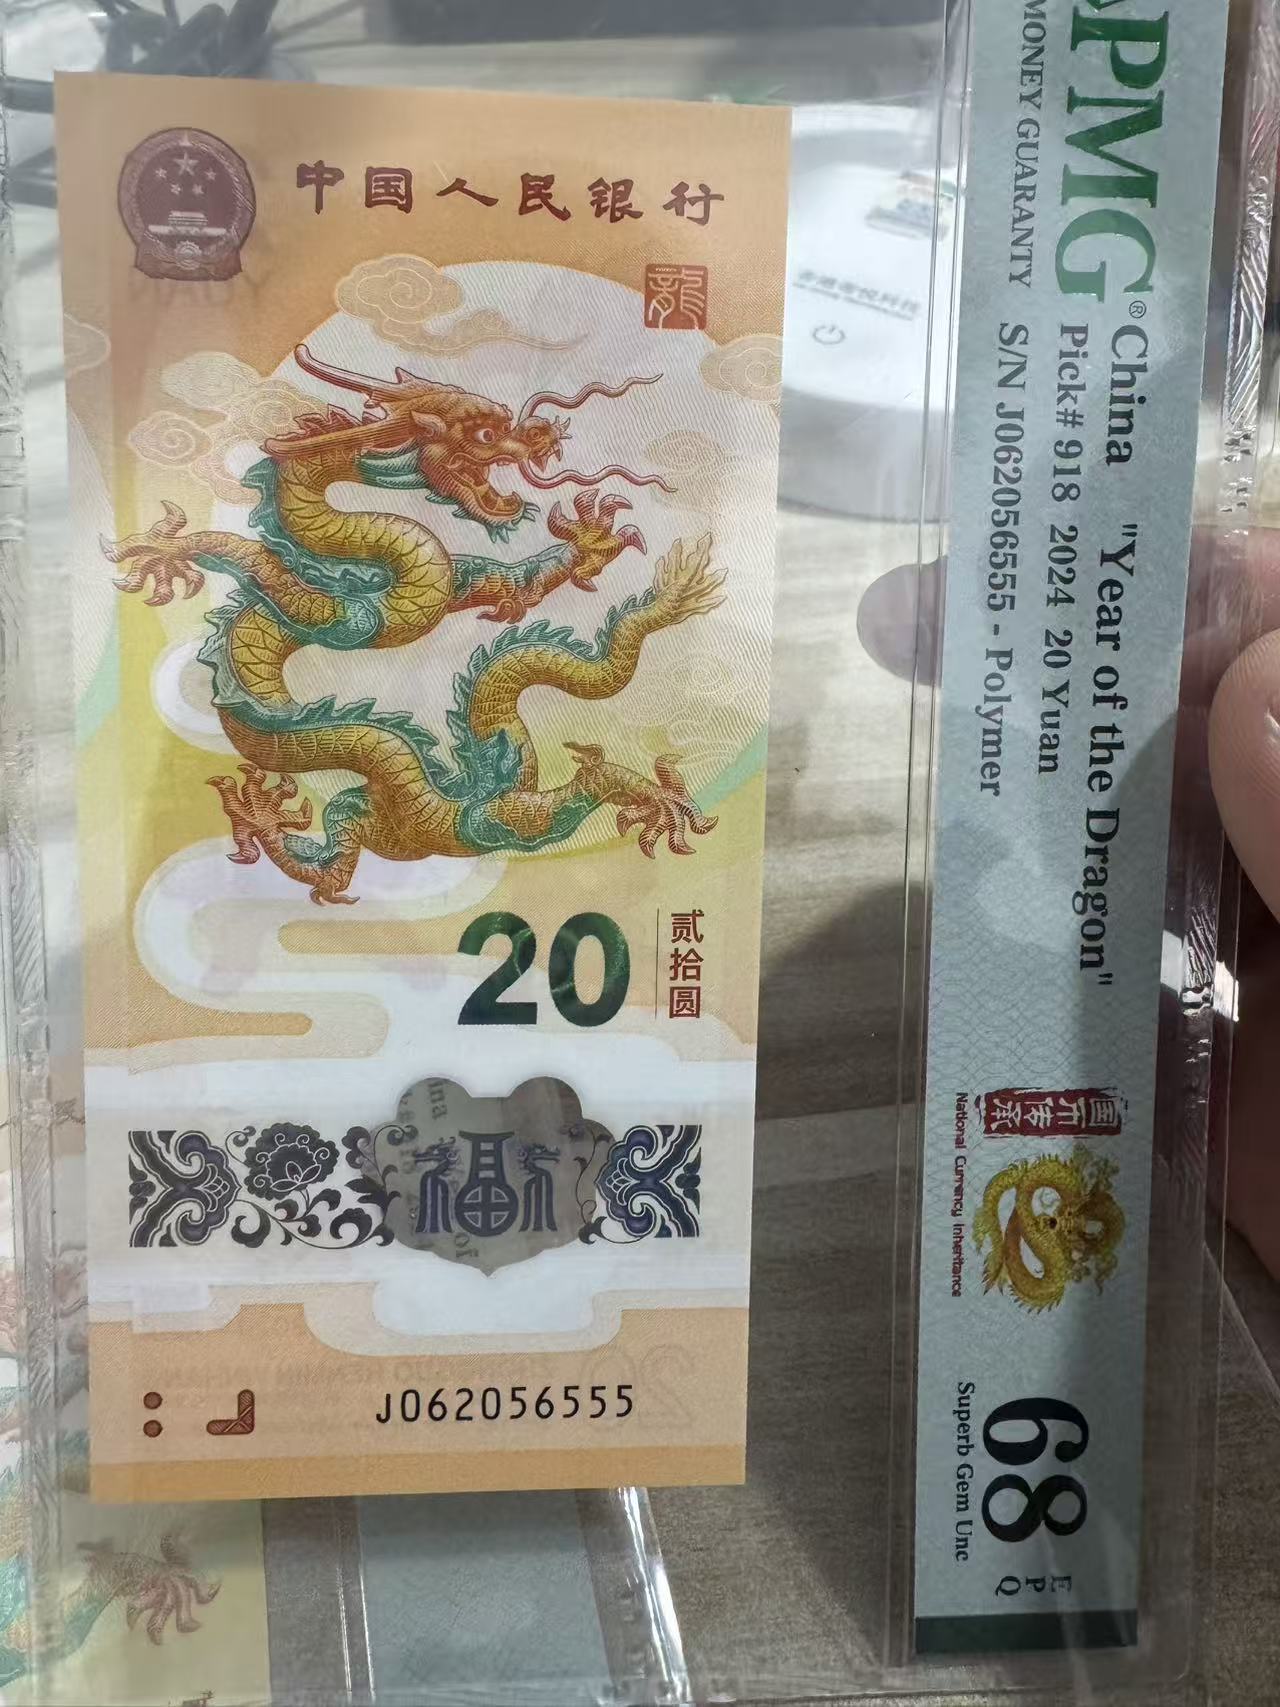 中国人民银行
龍
20
贰拾圆
福
J062056555
PMG
MONEY GUARANTY
®
China "Year of the Dragon"
Pick# 918 2024 20 Yuan
S/N J062056555 - Polymer
国币传承
National Currency Inheritance
68
EPQ
Superb Gem Unc